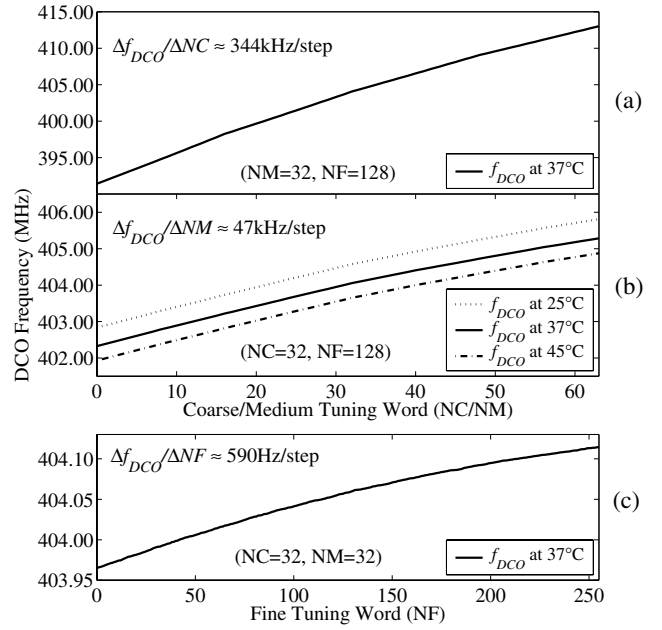 DCO Frequency (MHz)
415.00
410.00
405.00
400.00
395.00
Δf_DCO/ΔNC ≈ 344kHz/step
(NM=32, NF=128)
f_DCO at 37°C
(a)
406.00
405.00
404.00
403.00
402.00
Δf_DCO/ΔNM ≈ 47kHz/step
(NC=32, NF=128)
f_DCO at 25°C
f_DCO at 37°C
f_DCO at 45°C
(b)
0 10 20 30 40 50 60
Coarse/Medium Tuning Word (NC/NM)
404.10
404.05
404.00
403.95
Δf_DCO/ΔNF ≈ 590Hz/step
(NC=32, NM=32)
f_DCO at 37°C
(c)
0 50 100 150 200 250
Fine Tuning Word (NF)